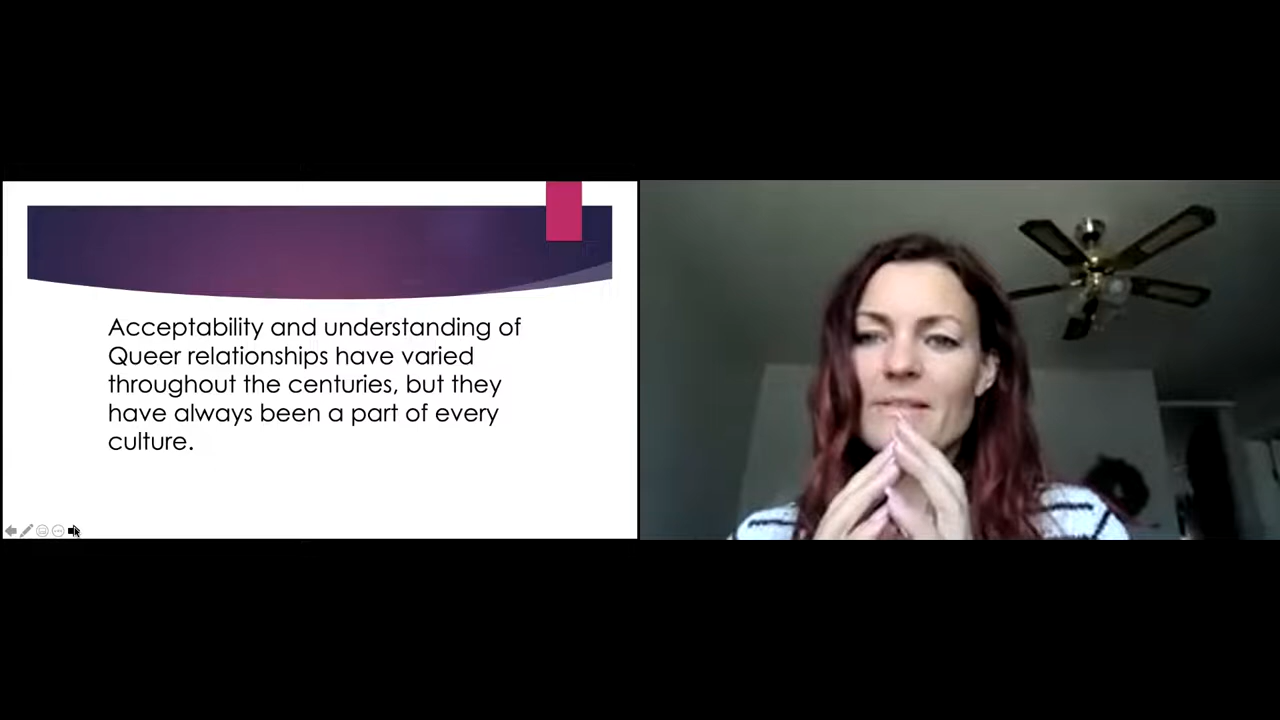 Acceptability and understanding of
Queer relationships have varied
throughout the centuries, but they
have always been a part of every
culture.